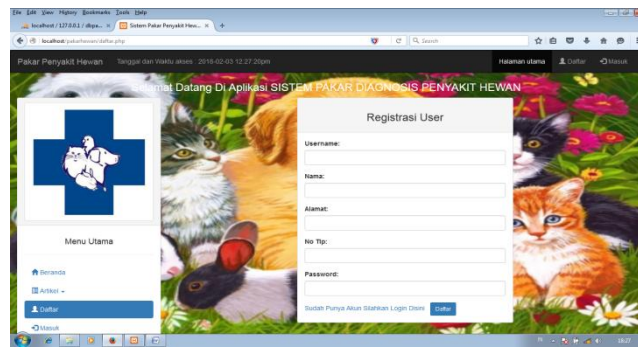 File Edit View History Bookmarks Tools Help
localhost / 127.0.0.1 / dbpa...
Sistem Pakar Penyakit Hew...
localhost/pakarhewan/daftar.php
Search
Pakar Penyakit Hewan
Tanggal dan Waktu akses
2018-02-03 12:27:20pm
Halaman utama
Daftar
Masuk
Selamat Datang Di Aplikasi SISTEM PAKAR DIAGNOSIS PENYAKIT HEWAN
Menu Utama
Beranda
Artikel
Daftar
Masuk
Registrasi User
Username:
Nama:
Alamat:
No Tlp:
Password:
Sudah Punya Akun Silahkan Login Disini
Daftar
18:27